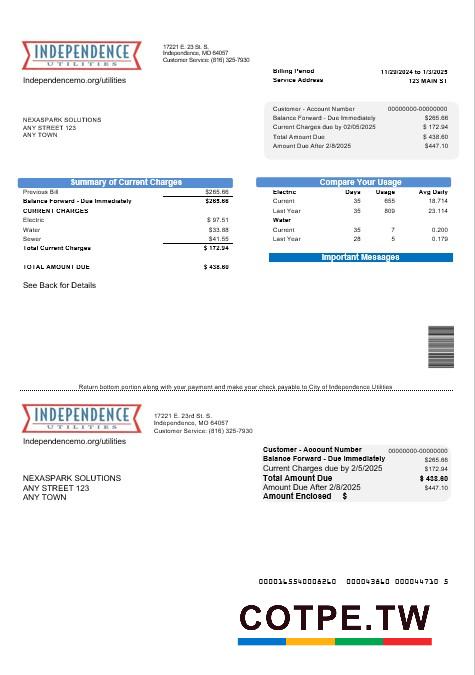 INDEPENDENCE
UTILITIES
17221 E. 23 St. S.
Independence, MO 64057
Customer Service: (816) 325-7930
Independencemo.org/utilities
Billing Period 11/29/2024 to 1/3/2025
Service Address 123 MAIN ST
Customer - Account Number 00000000-00000000
Balance Forward - Due Immediately $265.66
Current Charges due by 02/05/2025 $ 172.94
Total Amount Due $ 438.60
Amount Due After 2/8/2025 $447.10
NEXASPARK SOLUTIONS
ANY STREET 123
ANY TOWN
Summary of Current Charges
Previous Bill $265.66
Balance Forward - Due Immediately $265.66
CURRENT CHARGES
Electric $ 97.51
Water $33.88
Sewer $41.55
Total Current Charges $ 172.94
TOTAL AMOUNT DUE $ 438.60
See Back for Details
Compare Your Usage
Electric Days Usage Avg Daily
Current 35 655 18.714
Last Year 35 809 23.114
Water
Current 35 7 0.200
Last Year 28 5 0.179
Important Messages
Return bottom portion along with your payment and make your check payable to City of Independence Utilities
INDEPENDENCE
UTILITIES
17221 E. 23rd St. S.
Independence, MO 64057
Customer Service: (816) 325-7930
Independencemo.org/utilities
Customer - Account Number 00000000-00000000
Balance Forward - Due Immediately $265.66
Current Charges due by 2/5/2025 $172.94
Total Amount Due $ 438.60
Amount Due After 2/8/2025 $447.10
Amount Enclosed $
NEXASPARK SOLUTIONS
ANY STREET 123
ANY TOWN
0000165540008260 000043860 000044710 5
COTPE.TW